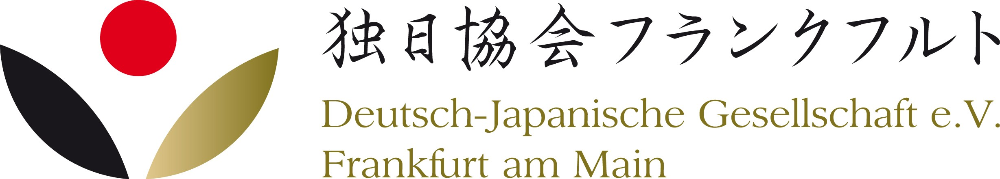 独日協会フランクフルト
Deutsch-Japanische Gesellschaft e.V.
Frankfurt am Main